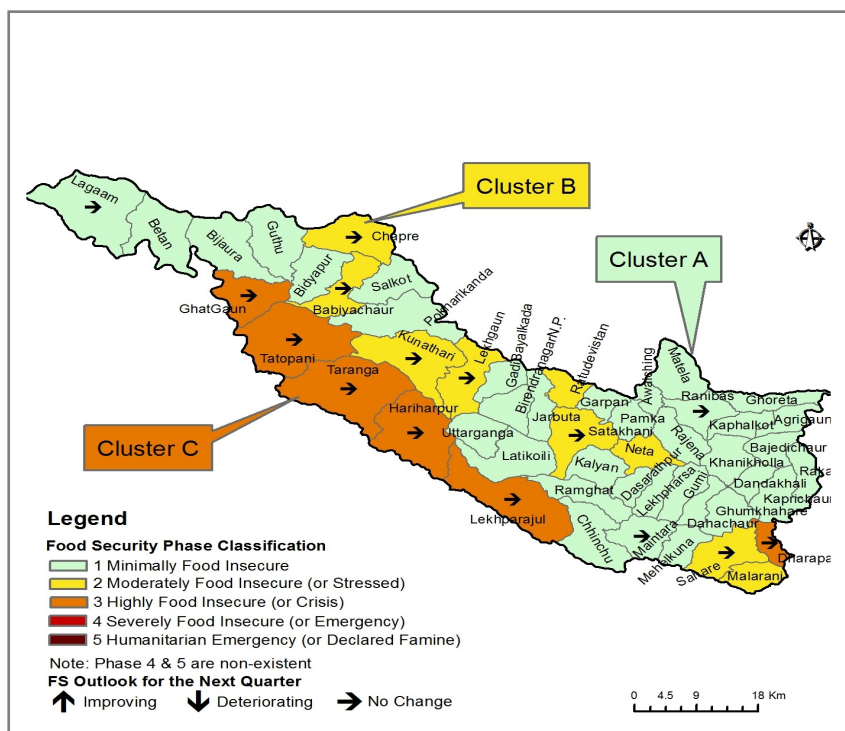 Cluster B
Lagaam
Betan
Bijaura
Guthu
Chapre
Cluster A
Bidyapur
Salkot
GhatGaun
Babiyachaur
Pokharikanda
Tatopani
Kunathari
Lekhgaun
Gadi
Bayalkada
BirendranagarN.P.
Ratudevistan
Awalching
Matela
Taranga
Ranibas
Ghoreta
Garpan
Hariharpur
Jarbuta
Pamka
Kaphalkot
Agrigaun
Satakhani
Rajena
Cluster C
Uttarganga
Neta
Bajedichaur
Latikoili
Kalyan
Dasarathpur
Khanikholla
Raka
Ramghat
Lekhpharsa
Gumi
Dandakhali
Kaprichaur
Lekhparajul
Chhinchu
Maintara
Ghumkhahare
Dahachaur
Mehelkuna
Sahare
Dharapa
Malarani
Legend
Food Security Phase Classification
1 Minimally Food Insecure
2 Moderately Food Insecure (or Stressed)
3 Highly Food Insecure (or Crisis)
4 Severely Food Insecure (or Emergency)
5 Humanitarian Emergency (or Declared Famine)
Note: Phase 4 & 5 are non-existent
FS Outlook for the Next Quarter
Improving
Deteriorating
No Change
0 4.5 9 18 Km